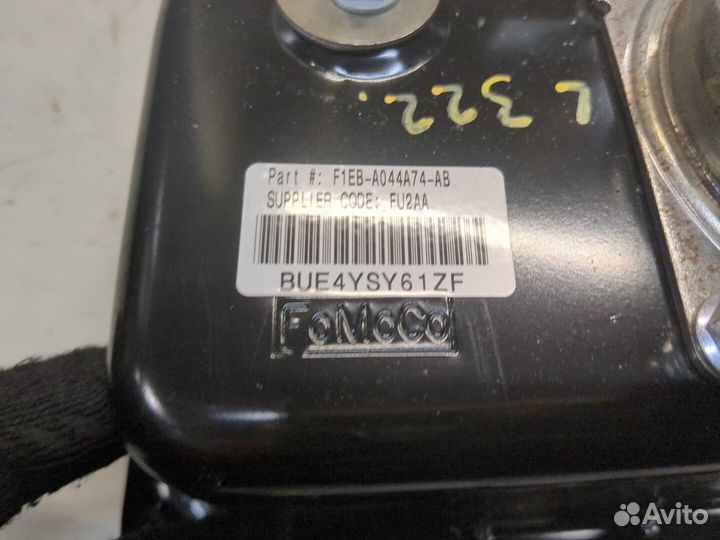 L 322.
Part #: F1EB-A044A74-AB
SUPPLIER CODE: FU2AA
BUE4YSY61ZF
FoMoCo
Avito